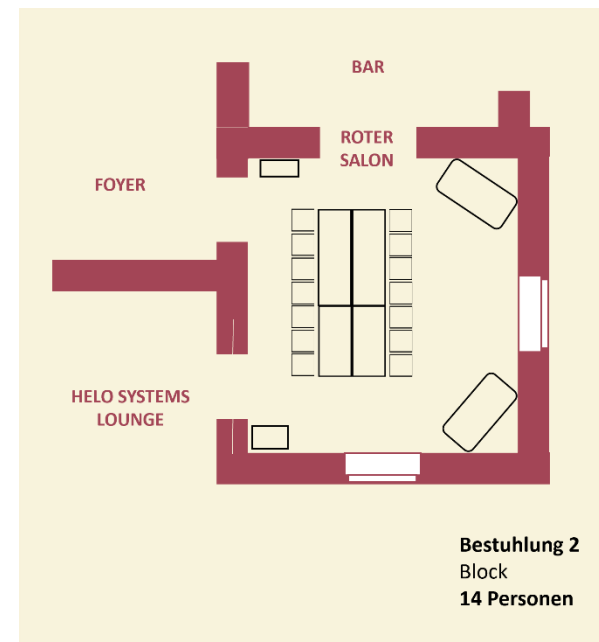 BAR
ROTER
SALON
FOYER
HELO SYSTEMS
LOUNGE
Bestuhlung 2
Block
14 Personen